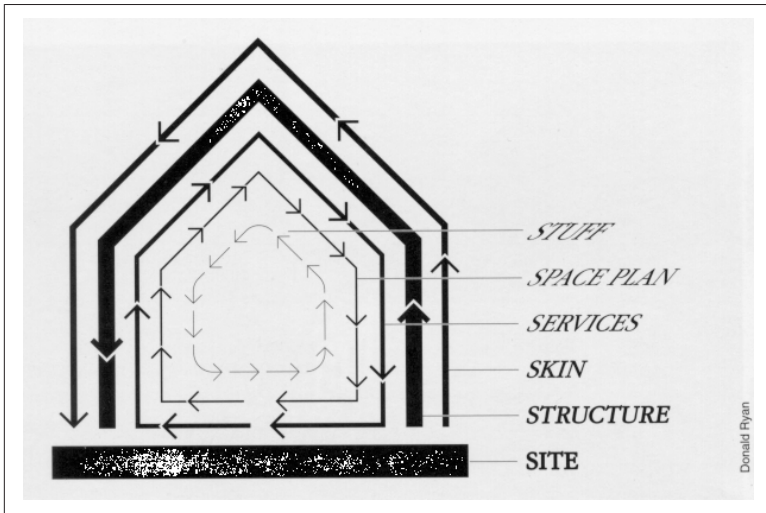 STUFF
SPACE PLAN
SERVICES
SKIN
STRUCTURE
SITE
Donald Ryan